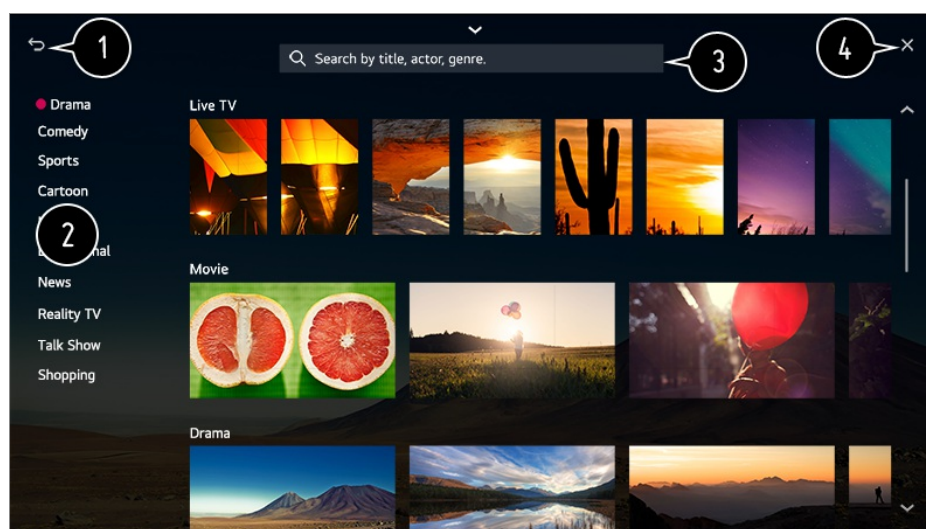 1
4
Search by title, actor, genre.
3
Drama
Comedy
Sports
Cartoon
2
nal
News
Reality TV
Talk Show
Shopping
Live TV
Movie
Drama